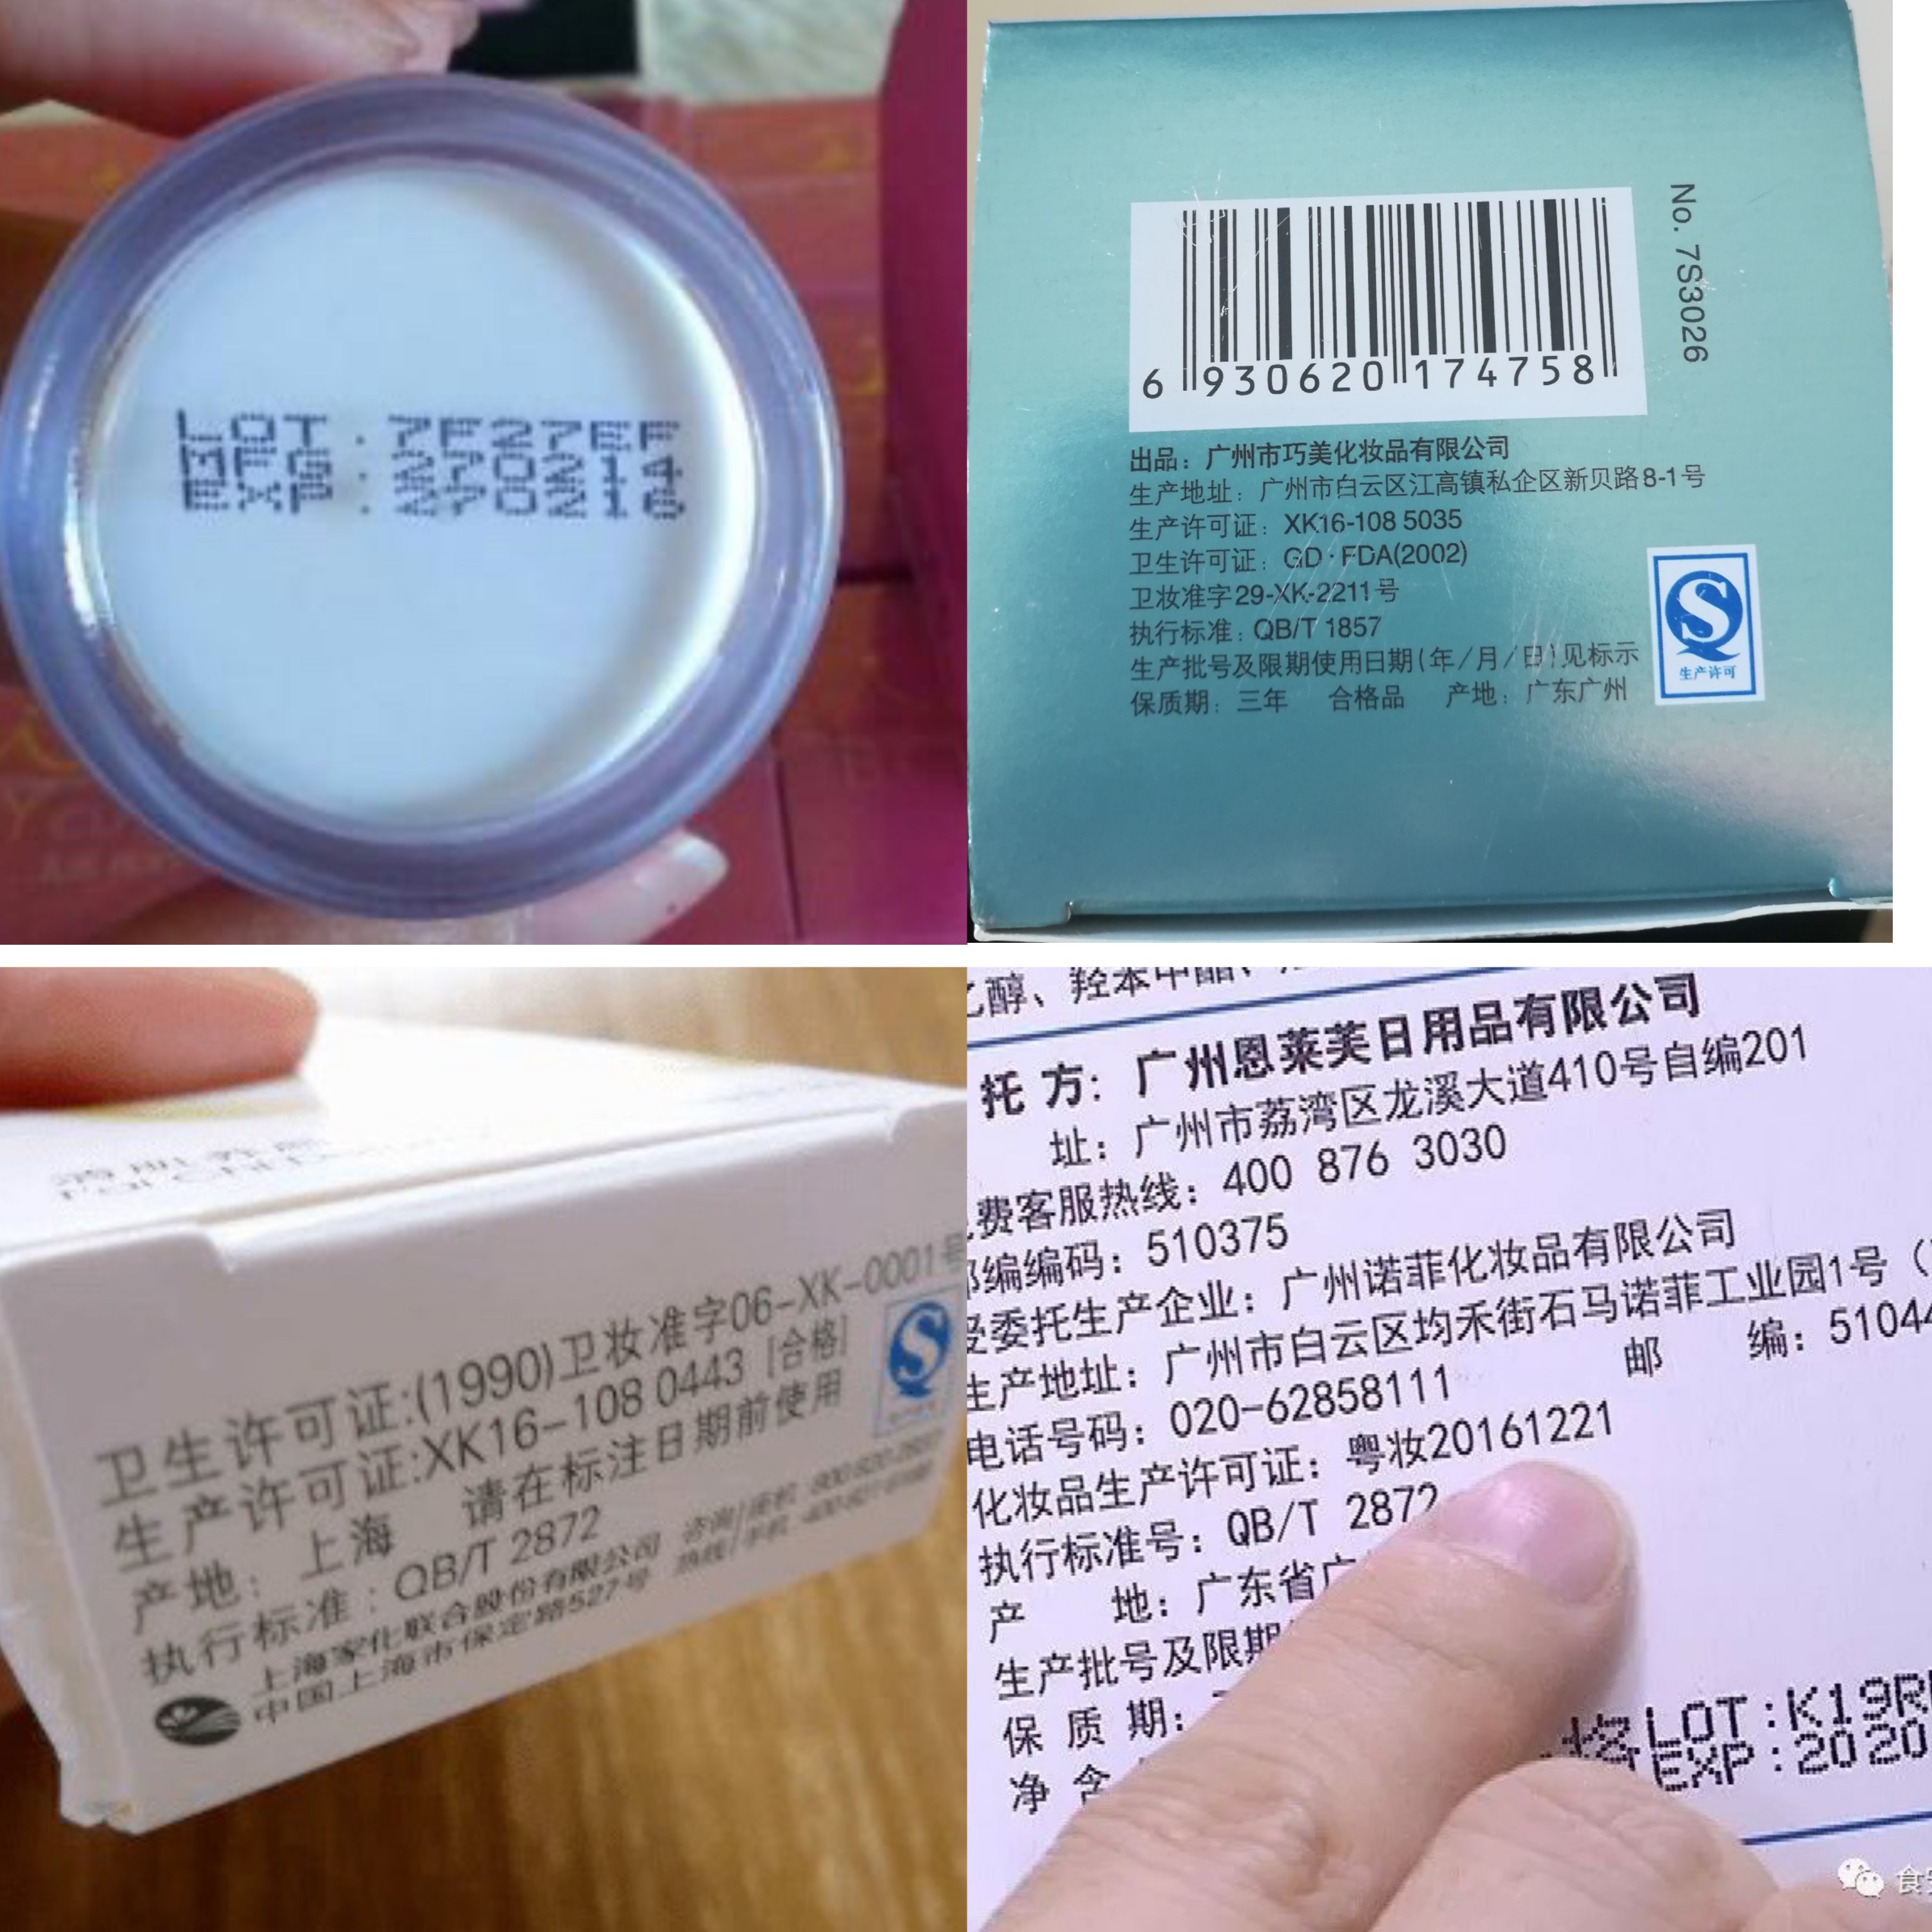 LOT : 7F27EF
No. 7S3026
6 930620 174758
出品：广州市巧美化妆品有限公司
生产地址：广州市白云区江高镇私企区新贝路8-1号
生产许可证：XK16-108 5035
卫生许可证：GD·FDA(2002)
卫妆准字29-XK-2211号
执行标准：QB/T 1857
生产批号及限期使用日期(年/月/日)见标示
保质期：三年 合格品 产地：广东广州
S
生产许可
卫生许可证:(1990)卫妆准字06-XK-0001号
生产许可证:XK16-108 0443 [合格]
产地：上海 请在标注日期前使用
执行标准：QB/T 2872
上海家化联合股份有限公司
中国上海市保定路527号
咨询
热线
手机
S
醇、羟苯甲酯、
托 方：广州恩莱芙日用品有限公司
址：广州市荔湾区龙溪大道410号自编201
费客服热线：400 876 3030
编编码：510375
委托生产企业：广州诺菲化妆品有限公司
生产地址：广州市白云区均禾街石马诺菲工业园1号（
电话号码：020-62858111 邮 编：5104
化妆品生产许可证：粤妆20161221
执行标准号：QB/T 2872
产 地：广东省广
生产批号及限期
保 质 期：
净 含
LOT:K19R
EXP:2020
食